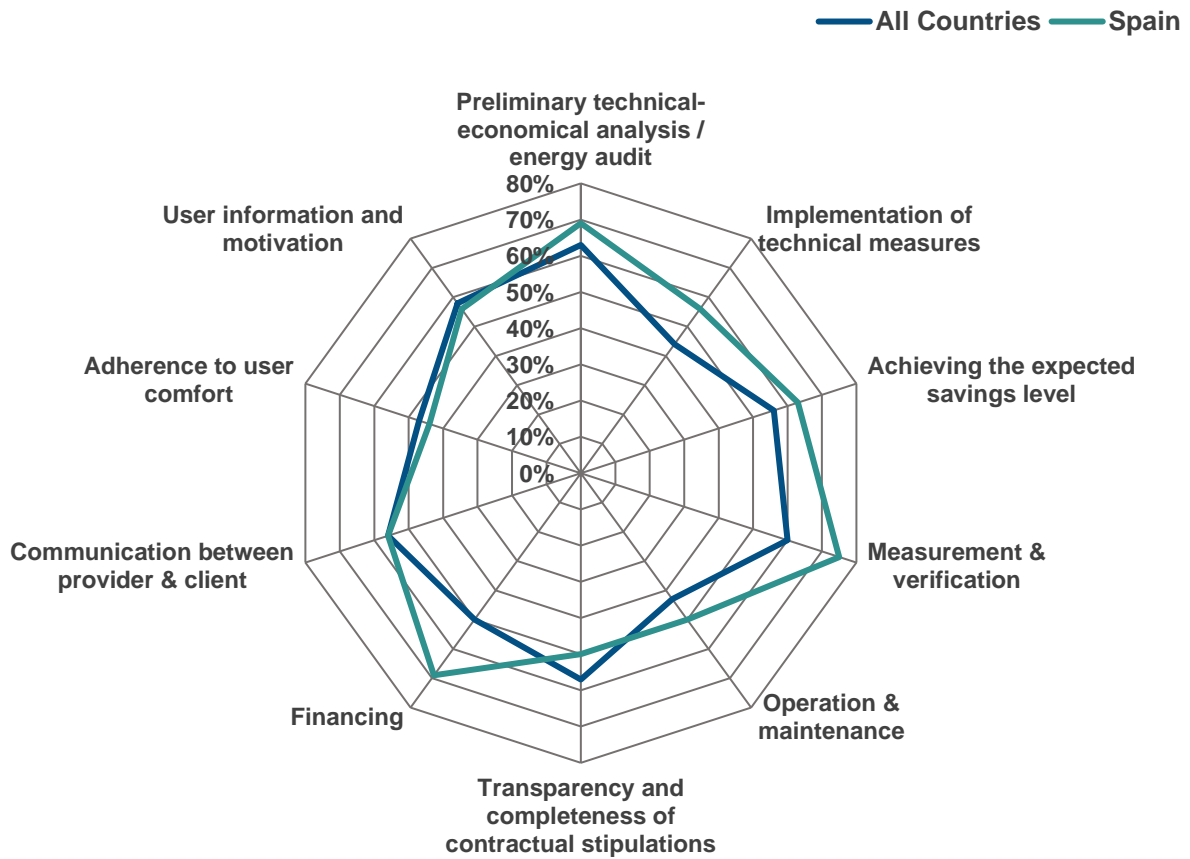 All Countries
Spain
Preliminary technical-
economical analysis /
energy audit
80%
70%
60%
50%
40%
30%
20%
10%
0%
Implementation of
technical measures
Achieving the expected
savings level
Measurement &
verification
Operation &
maintenance
Transparency and
completeness of
contractual stipulations
Financing
Communication between
provider & client
Adherence to user
comfort
User information and
motivation